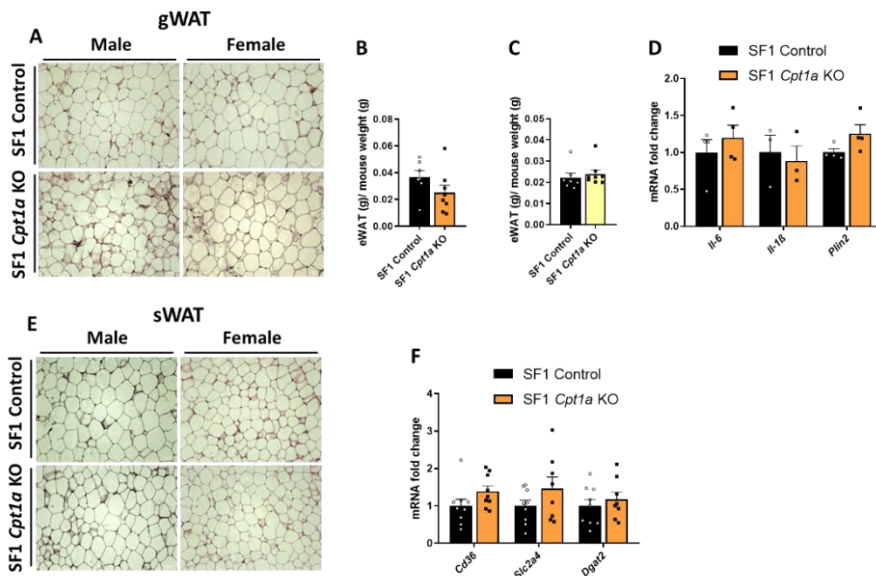 gWAT
A
Male
Female
SF1 Control
SF1 Cpt1a KO
B
eWAT (g)/ mouse weight (g)
0.08
0.06
0.04
0.02
0.00
SF1 Control
SF1 Cpt1a KO
C
eWAT (g)/ mouse weight (g)
0.05
0.04
0.03
0.02
0.01
0.00
SF1 Control
SF1 Cpt1a KO
D
SF1 Control
SF1 Cpt1a KO
mRNA fold change
2.0
1.5
1.0
0.5
0.0
Il-6
Il-1ß
Plin2
sWAT
E
Male
Female
SF1 Control
SF1 Cpt1a KO
F
SF1 Control
SF1 Cpt1a KO
mRNA fold change
4
3
2
1
0
Cd36
Slc2a4
Dgat2